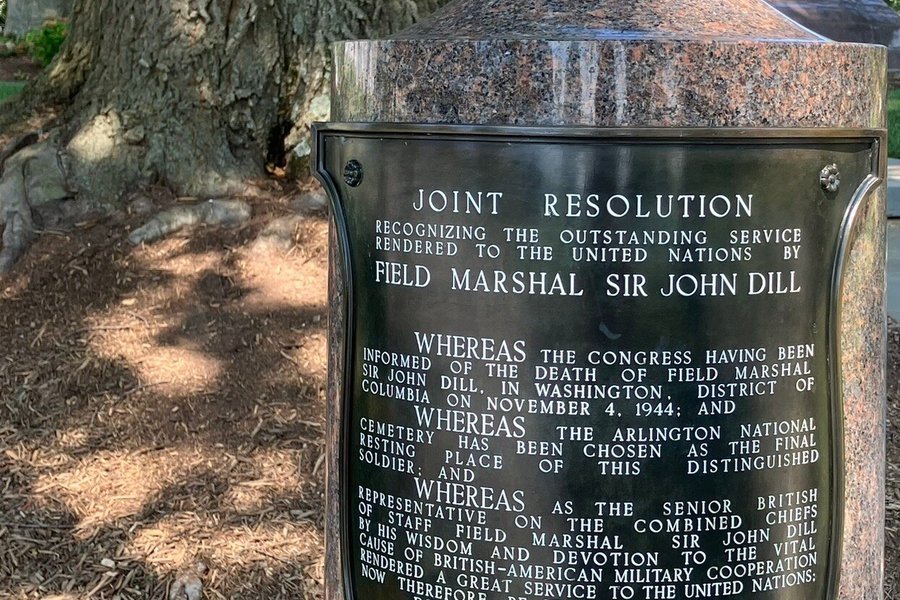 JOINT RESOLUTION
RECOGNIZING THE OUTSTANDING SERVICE
RENDERED TO THE UNITED NATIONS BY
FIELD MARSHAL SIR JOHN DILL
WHEREAS THE CONGRESS HAVING BEEN
INFORMED OF THE DEATH OF FIELD MARSHAL
SIR JOHN DILL, IN WASHINGTON, DISTRICT OF
COLUMBIA ON NOVEMBER 4, 1944; AND
WHEREAS THE ARLINGTON NATIONAL
CEMETERY HAS BEEN CHOSEN AS THE FINAL
RESTING PLACE OF THIS DISTINGUISHED
SOLDIER; AND
WHEREAS AS THE SENIOR BRITISH
REPRESENTATIVE ON THE COMBINED CHIEFS
OF STAFF FIELD MARSHAL SIR JOHN DILL
BY HIS WISDOM AND DEVOTION TO THE VITAL
CAUSE OF BRITISH-AMERICAN MILITARY COOPERATION
RENDERED A GREAT SERVICE TO THE UNITED NATIONS:
NOW THEREFORE